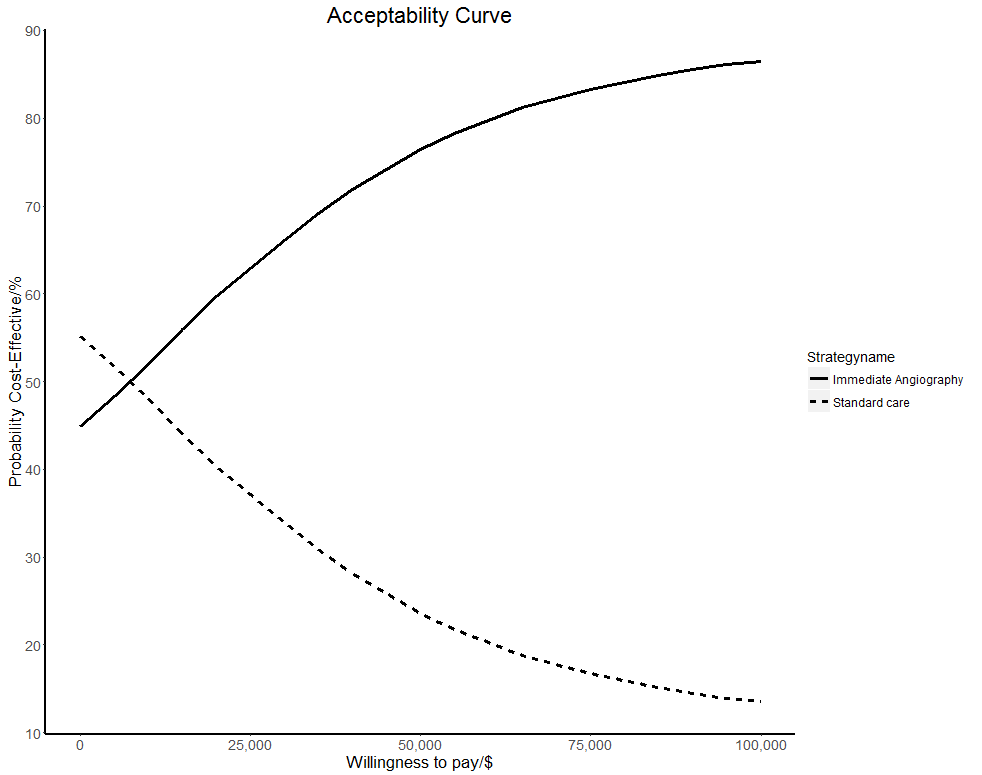 Acceptability Curve
Probability Cost-Effective/%
90
80
70
60
50
40
30
20
10
0
25,000
50,000
75,000
100,000
Willingness to pay/$
Strategyname
Immediate Angiography
Standard care